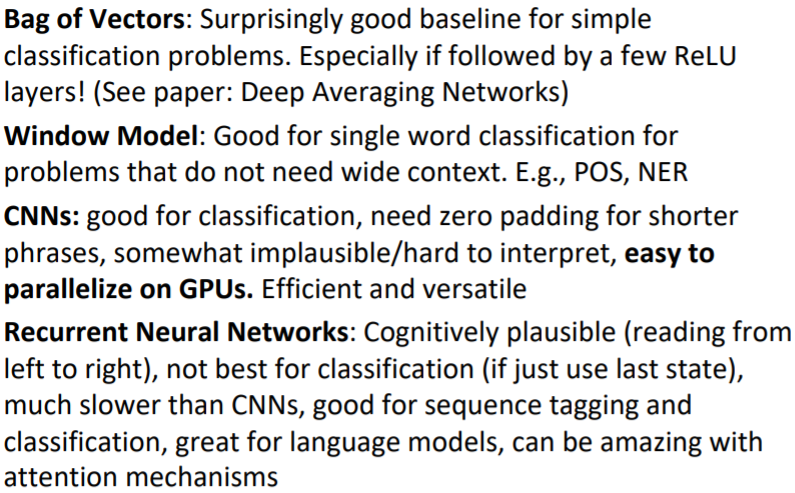 Bag of Vectors: Surprisingly good baseline for simple
classification problems. Especially if followed by a few ReLU
layers! (See paper: Deep Averaging Networks)
Window Model: Good for single word classification for
problems that do not need wide context. E.g., POS, NER
CNNs: good for classification, need zero padding for shorter
phrases, somewhat implausible/hard to interpret, easy to
parallelize on GPUs. Efficient and versatile
Recurrent Neural Networks: Cognitively plausible (reading from
left to right), not best for classification (if just use last state),
much slower than CNNs, good for sequence tagging and
classification, great for language models, can be amazing with
attention mechanisms